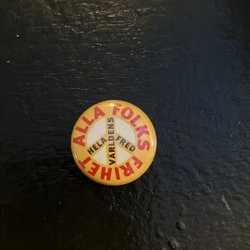 ALLA FOLKS FRIHET
HELA
VÄRLDENS
FRED